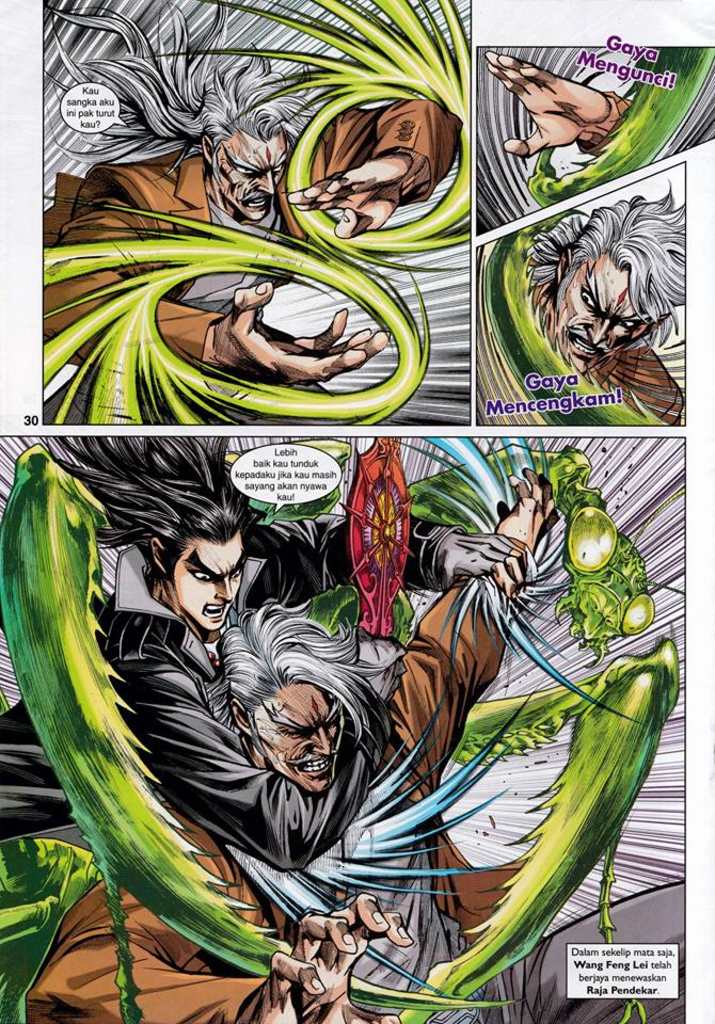 Kau
sangka aku
ini pak turut
kau?
Gaya
Mengunci!
Gaya
Mencengkam!
30
Lebih
baik kau tunduk
kepadaku jika kau masih
sayang akan nyawa
kau!
Dalam sekelip mata saja,
Wang Feng Lei telah
berjaya menewaskan
Raja Pendekar.